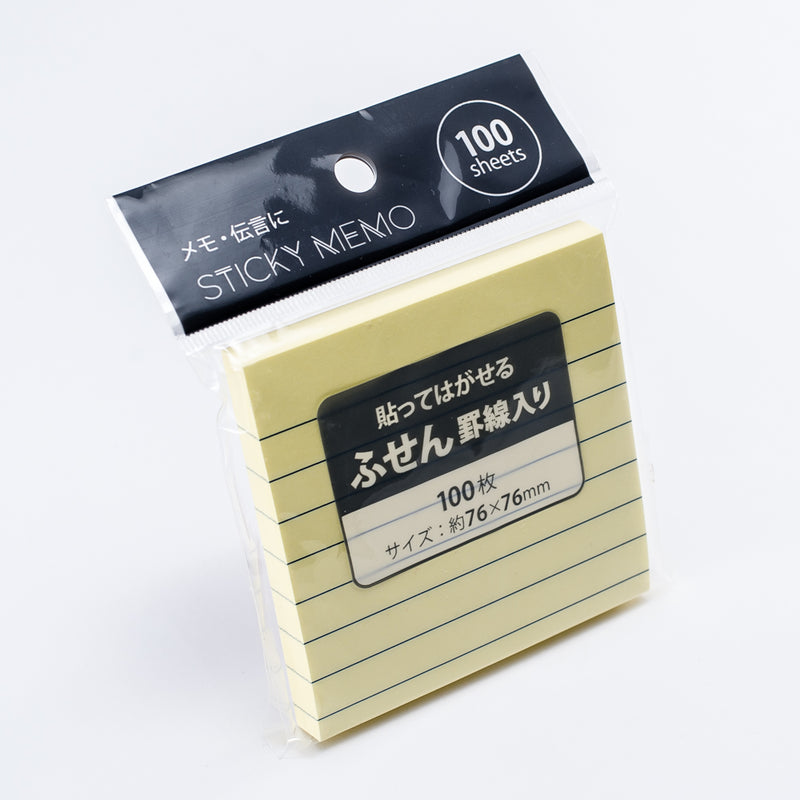 100
sheets
メモ・伝言に
STICKY MEMO
貼ってはがせる
ふせん 罫線入り
100枚
サイズ：約76×76mm